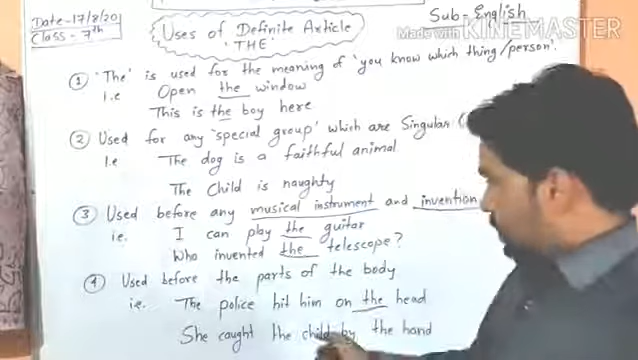 Date-17/8/20
Class - 7th
Uses of Definite Article
'THE'
Sub- English
Made with KINEMASTER
① 'The' is used for the meaning of 'you know which thing/person'.
i.e Open the window
This is the boy here
② Used for any 'special group' which are Singular (
i.e The dog is a faithful animal
The Child is naughty
③ Used before any musical instrument and invention
ie. I can play the guitar
Who invented the telescope?
④ Used before the parts of the body
i.e. The police hit him on the head
She caught the child by the hand